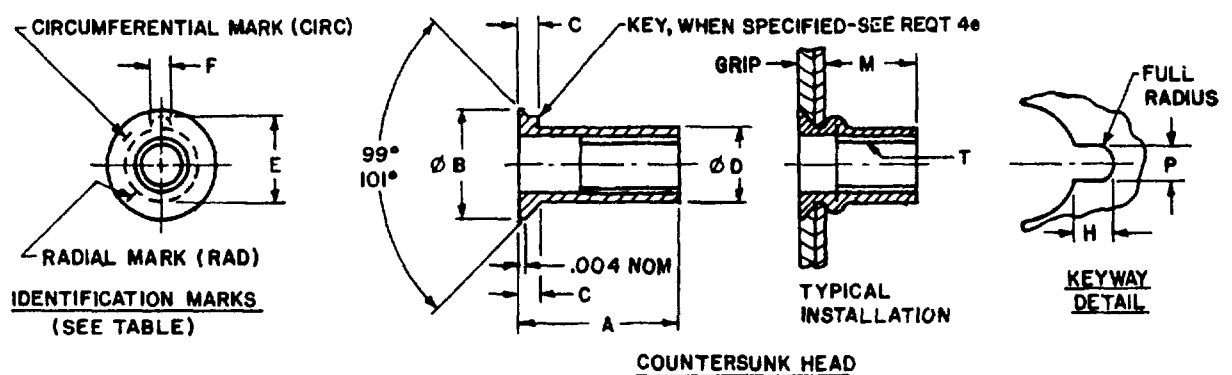 CIRCUMFERENTIAL MARK (CIRC)
F
E
RADIAL MARK (RAD)
IDENTIFICATION MARKS
(SEE TABLE)
C
KEY, WHEN SPECIFIED-SEE REQT 4e
99°
101°
Ø B
Ø D
.004 NOM
C
A
GRIP
M
T
TYPICAL
INSTALLATION
FULL
RADIUS
P
H
KEYWAY
DETAIL
COUNTERSUNK HEAD